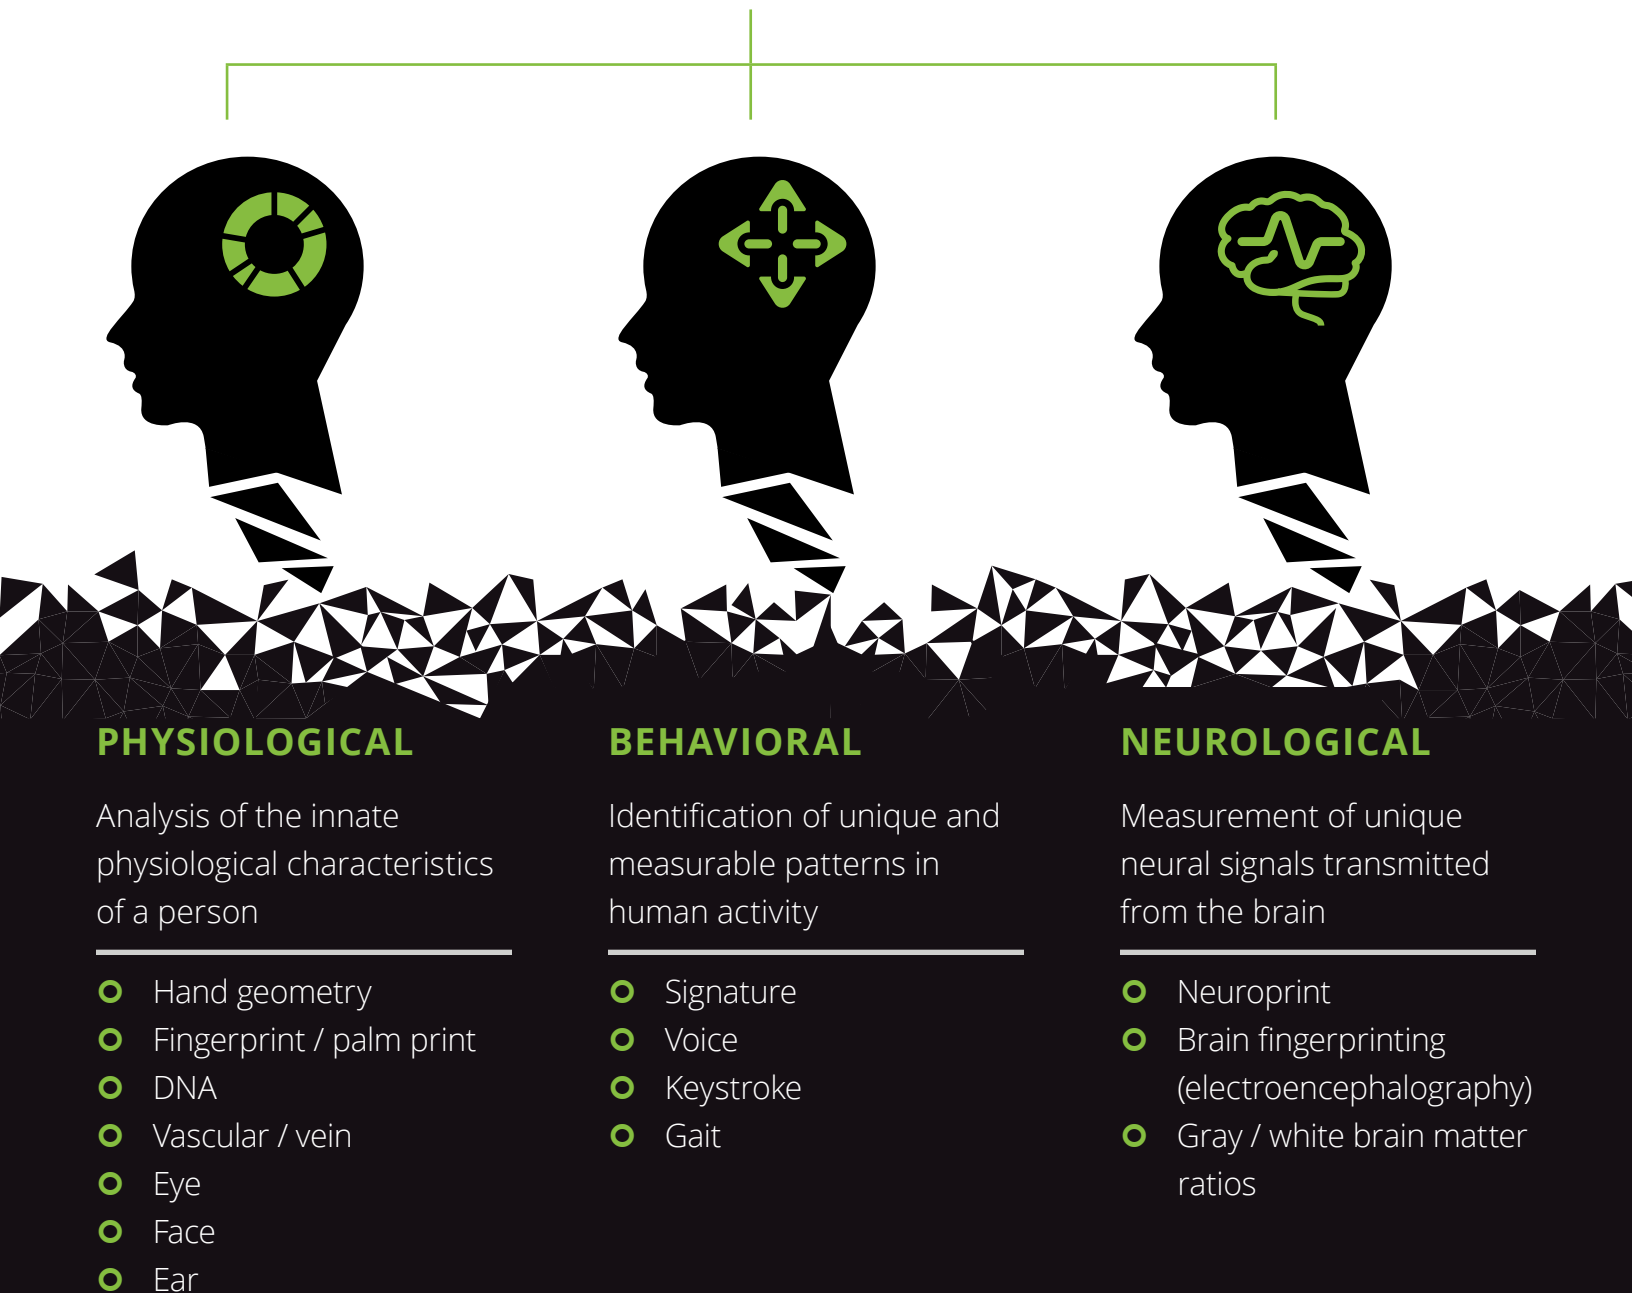 PHYSIOLOGICAL
Analysis of the innate
physiological characteristics
of a person
Hand geometry
Fingerprint / palm print
DNA
Vascular / vein
Eye
Face
Ear
BEHAVIORAL
Identification of unique and
measurable patterns in
human activity
Signature
Voice
Keystroke
Gait
NEUROLOGICAL
Measurement of unique
neural signals transmitted
from the brain
Neuroprint
Brain fingerprinting
(electroencephalography)
Gray / white brain matter
ratios